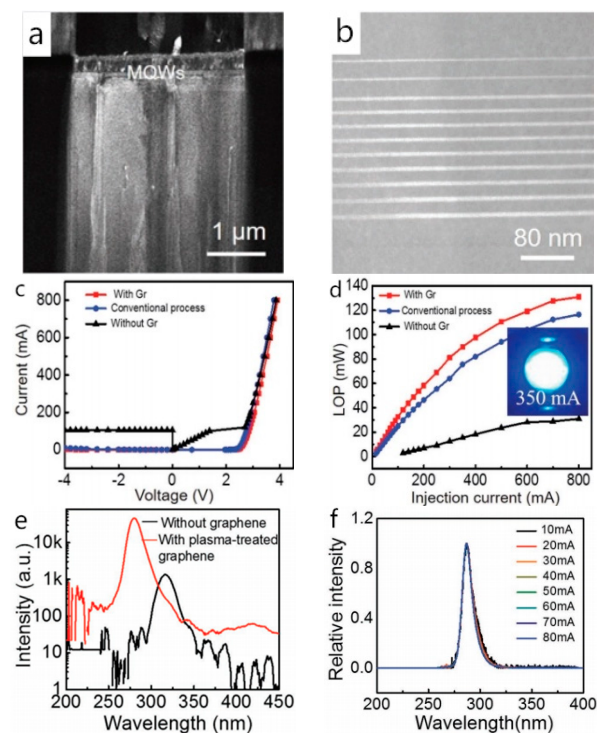 a
MQWs
1 μm
b
80 nm
c
With Gr
Conventional process
Without Gr
Current (mA)
800
600
400
200
0
-4 -2 0 2 4
Voltage (V)
d
With Gr
Conventional process
Without Gr
LOP (mW)
140
120
100
80
60
40
20
0
350 mA
0 200 400 600 800
Injection current (mA)
e
Without graphene
With plasma-treated
graphene
Intensity (a.u.)
10k
1k
100
10
1
200 250 300 350 400 450
Wavelength (nm)
f
10mA
20mA
30mA
40mA
50mA
60mA
70mA
80mA
Relative intensity
1.2
0.8
0.4
0.0
200 250 300 350 400
Wavelength(nm)